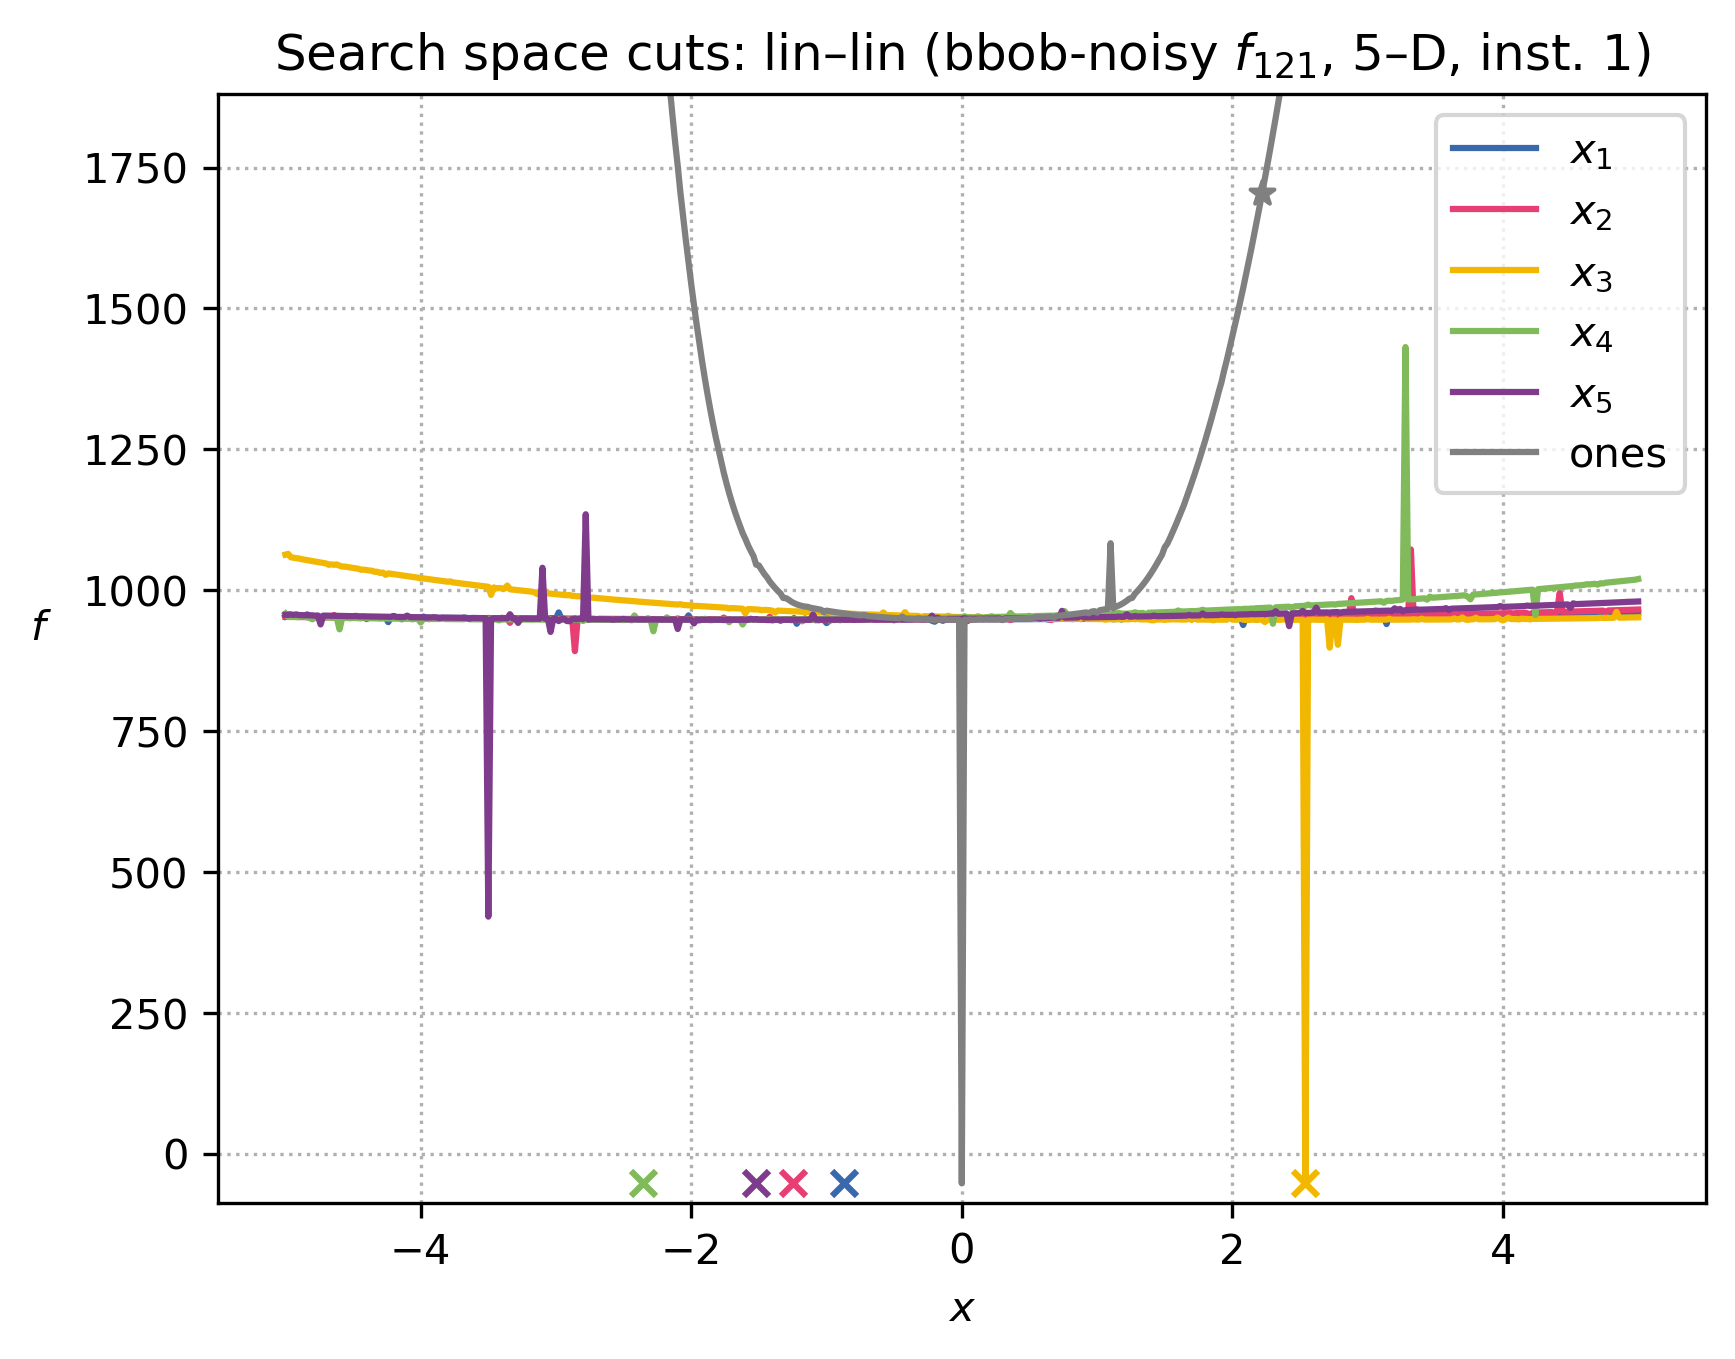 Search space cuts: lin–lin (bbob-noisy f₁₂₁, 5–D, inst. 1)
x₁
x₂
x₃
x₄
x₅
ones
1750
1500
1250
1000
750
500
250
0
f
−4
−2
0
2
4
x